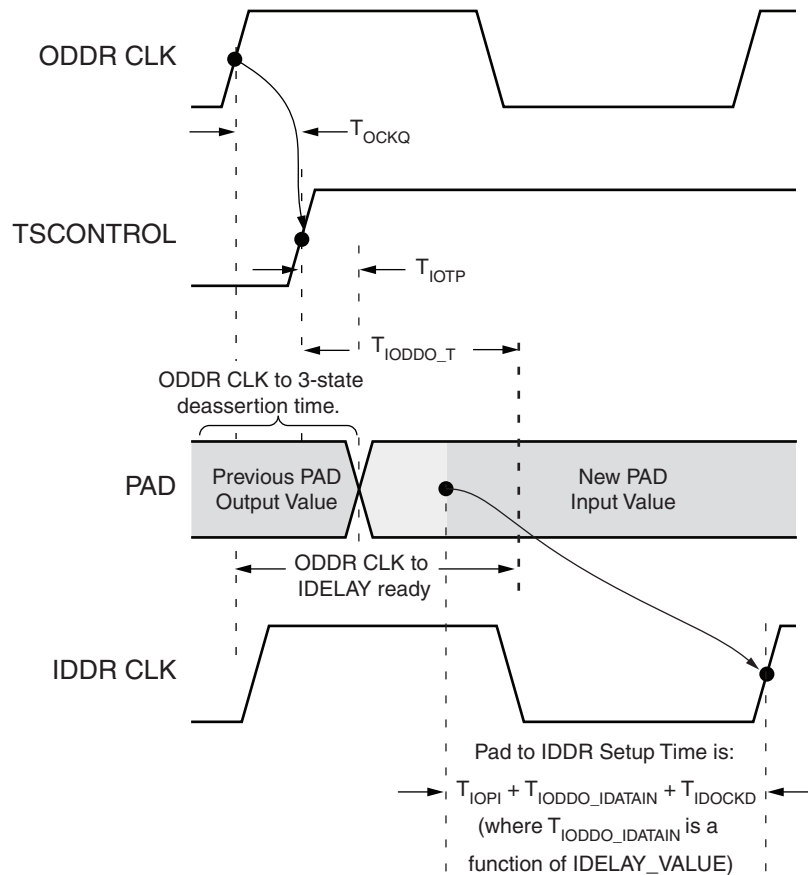 ODDR CLK
T_OCKQ
TSCONTROL
T_IOTP
T_IODDO_T
ODDR CLK to 3-state
deassertion time.
PAD
Previous PAD
Output Value
New PAD
Input Value
ODDR CLK to
IDELAY ready
IDDR CLK
Pad to IDDR Setup Time is:
T_IOPI + T_IODDO_IDATAIN + T_IDOCKD
(where T_IODDO_IDATAIN is a
function of IDELAY_VALUE)